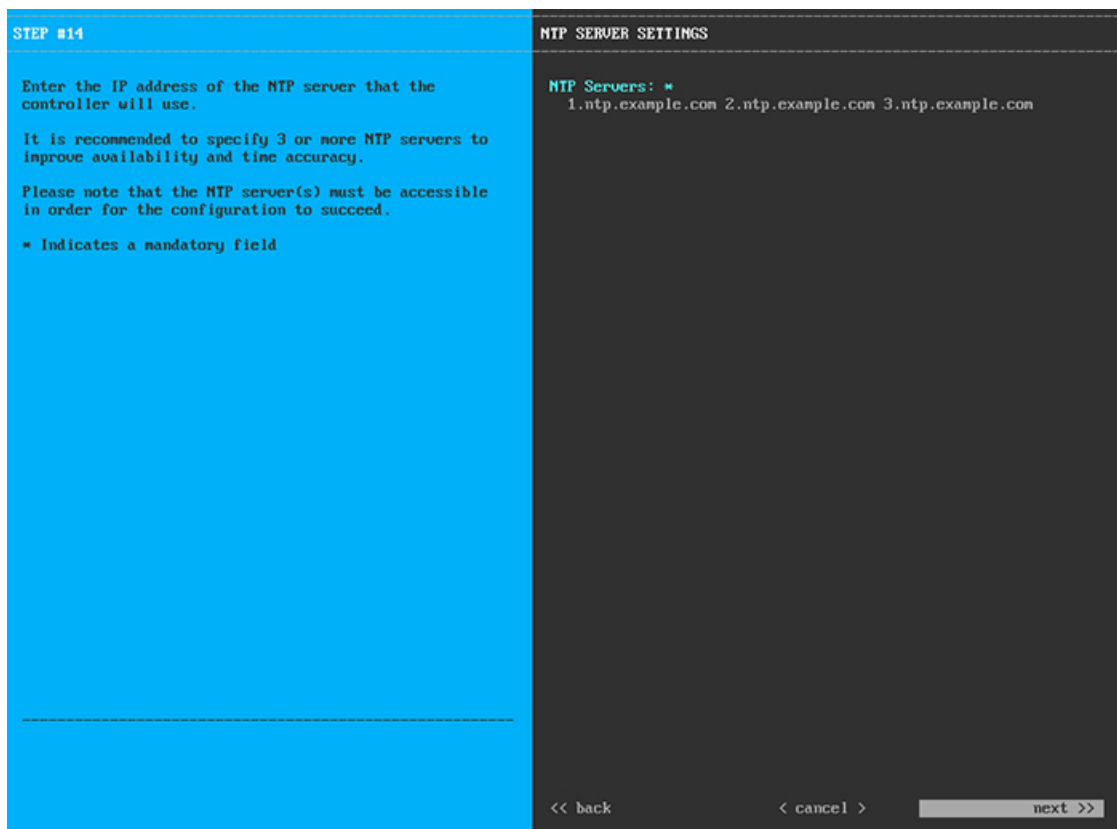 STEP #14
Enter the IP address of the NTP server that the
controller will use.
It is recommended to specify 3 or more NTP servers to
improve availability and time accuracy.
Please note that the NTP server(s) must be accessible
in order for the configuration to succeed.
* Indicates a mandatory field
NTP SERVER SETTINGS
NTP Servers: *
1.ntp.example.com 2.ntp.example.com 3.ntp.example.com
<< back < cancel > next >>